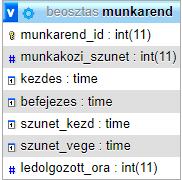 v beosztas munkarend
munkarend_id : int(11)
# munkakozi_szunet : int(11)
kezdes : time
befejezes : time
szunet_kezd : time
szunet_vege : time
# ledolgozott_ora : int(11)